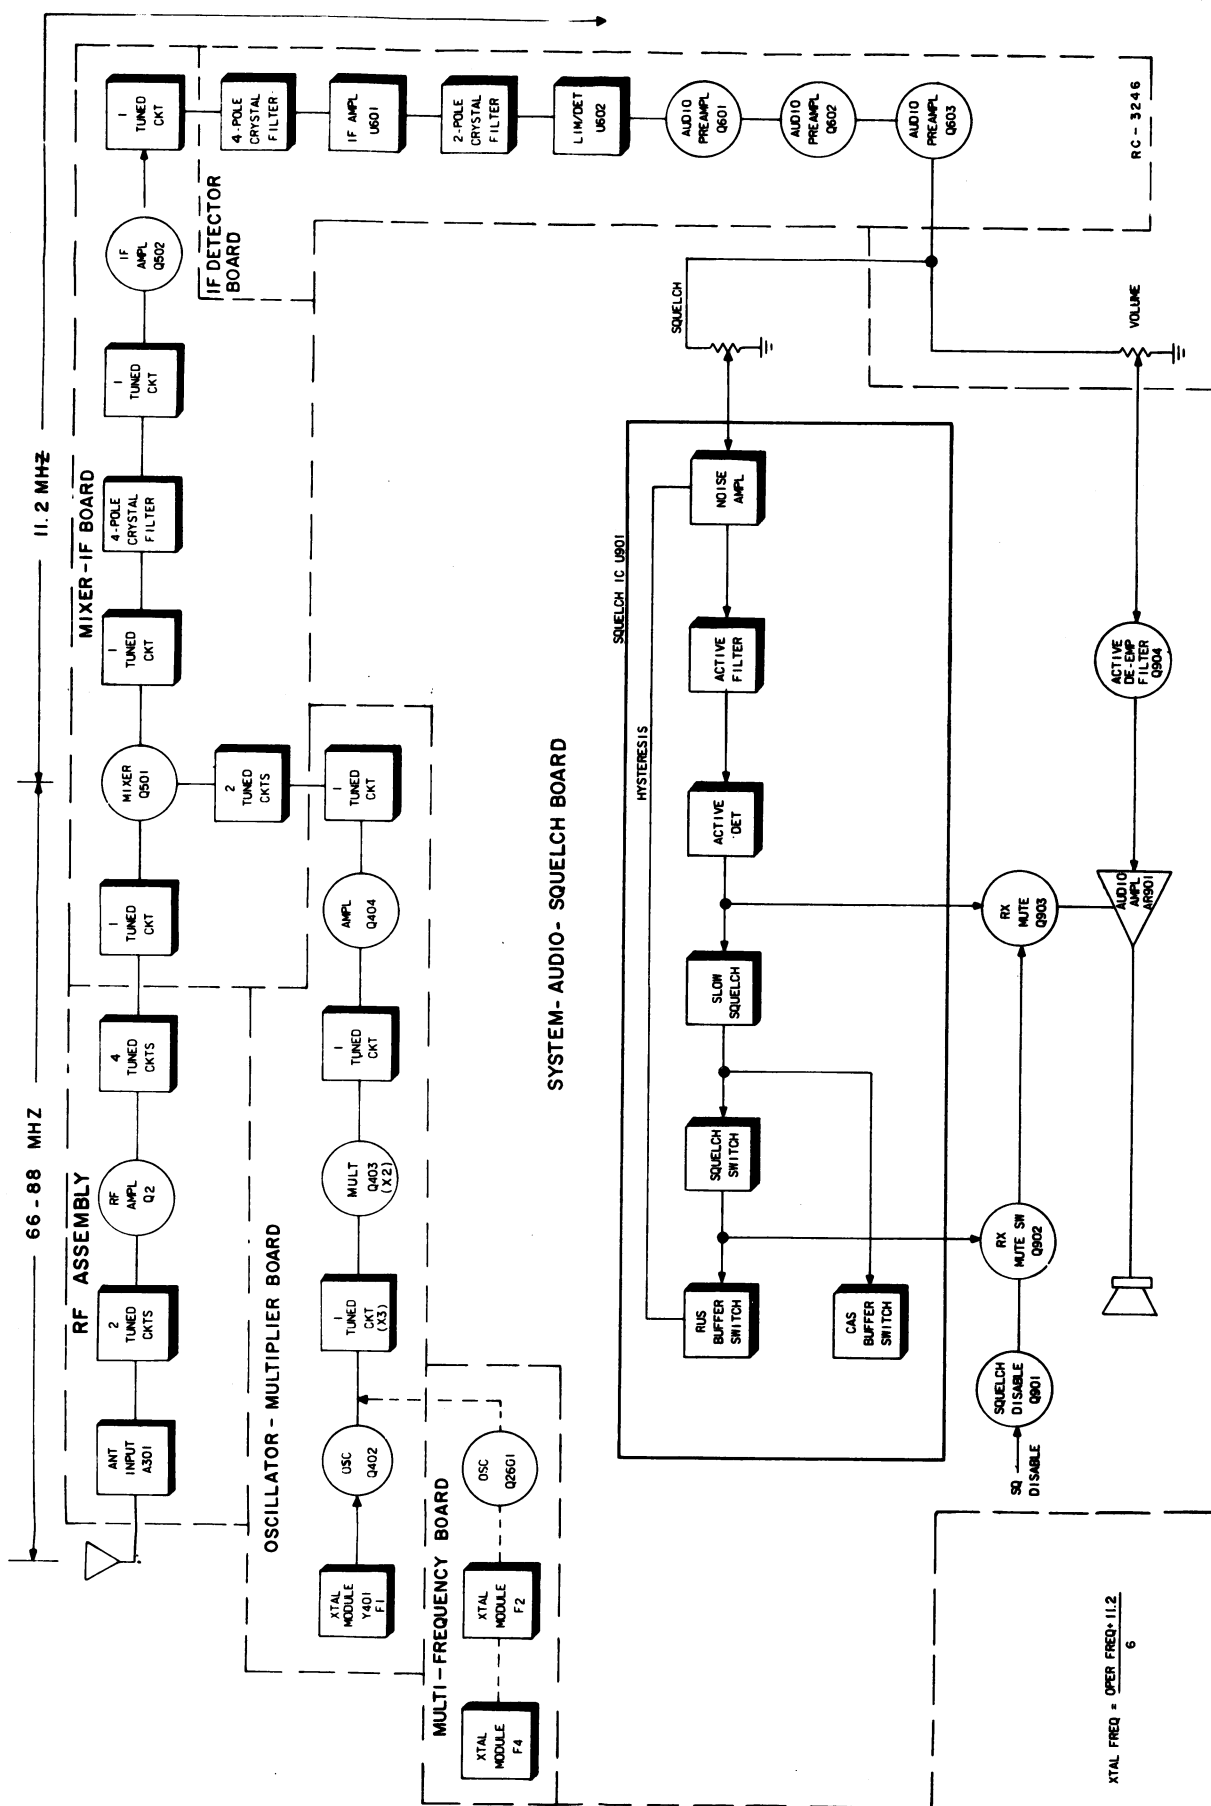 66-88 MHZ
11.2 MHZ
RF ASSEMBLY
ANT
INPUT
A301
2
TUNED
CKTS
RF
AMPL
Q2
4
TUNED
CKTS
MIXER-IF BOARD
1
TUNED
CKT
MIXER
Q501
1
TUNED
CKT
4-POLE
CRYSTAL
FILTER
1
TUNED
CKT
IF
AMPL
Q502
1
TUNED
CKT
2
TUNED
CKTS
IF DETECTOR
BOARD
4-POLE
CRYSTAL
FILTER
IF AMPL
U601
2-POLE
CRYSTAL
FILTER
LIM/DET
U602
AUDIO
PREAMPL
Q601
AUDIO
PREAMPL
Q602
AUDIO
PREAMPL
Q603
RC-3246
OSCILLATOR-MULTIPLIER BOARD
XTAL
MODULE
Y401
F1
OSC
Q402
1
TUNED
CKT
(X3)
MULT
Q403
(X2)
1
TUNED
CKT
AMPL
Q404
1
TUNED
CKT
MULTI-FREQUENCY BOARD
XTAL
MODULE
F4
XTAL
MODULE
F2
OSC
Q2601
SYSTEM-AUDIO-SQUELCH BOARD
SQUELCH IC U901
HYSTERESIS
RUS
BUFFER
SWITCH
SQUELCH
SWITCH
SLOW
SQUELCH
ACTIVE
DET
ACTIVE
FILTER
NOISE
AMPL
SQUELCH
CAS
BUFFER
SWITCH
SQ
DISABLE
SQUELCH
DISABLE
Q901
RX
MUTE SW
Q902
RX
MUTE
Q903
AUDIO
AMPL
AR901
ACTIVE
DE-EMP
FILTER
Q904
VOLUME
XTAL FREQ = OPER FREQ+11.2
6